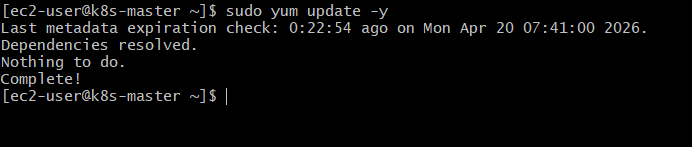 [ec2-user@k8s-master ~]$ sudo yum update -y
Last metadata expiration check: 0:22:54 ago on Mon Apr 20 07:41:00 2026.
Dependencies resolved.
Nothing to do.
Complete!
[ec2-user@k8s-master ~]$